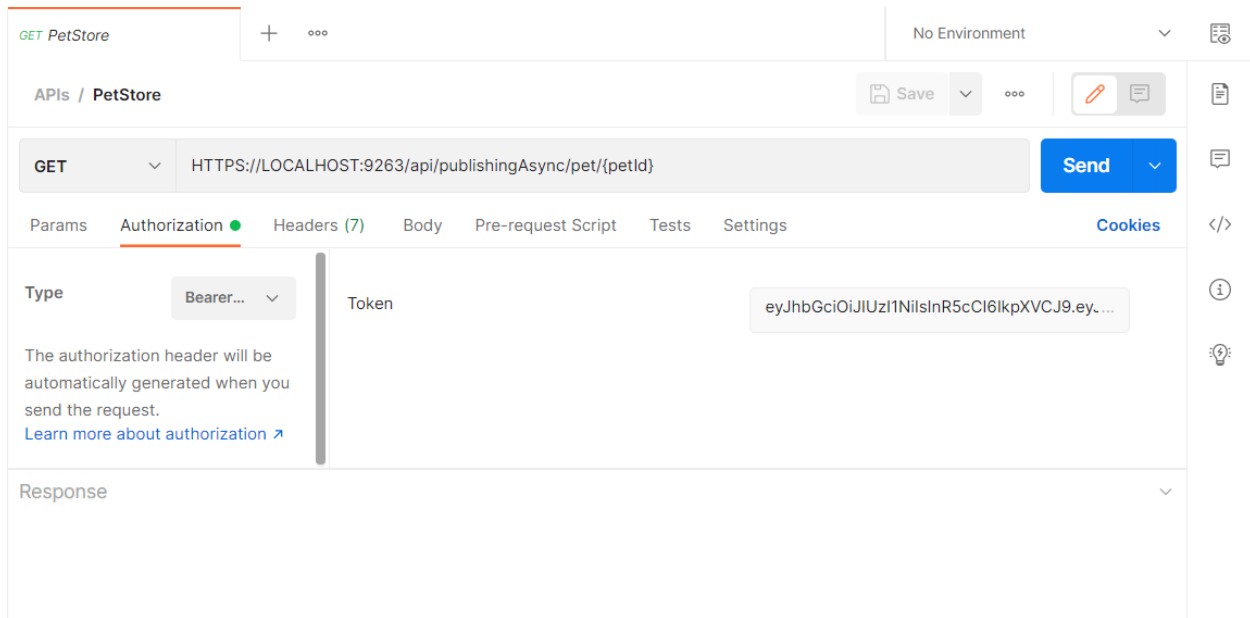 GET PetStore
No Environment
APIs / PetStore
Save
GET
HTTPS://LOCALHOST:9263/api/publishingAsync/pet/{petId}
Send
Params Authorization Headers (7) Body Pre-request Script Tests Settings Cookies
Type
Bearer...
Token
eyJhbGciOiJIUzI1NiIsInR5cCI6IkpXVCJ9.eyJ...
The authorization header will be
automatically generated when you
send the request.
Learn more about authorization ↗
Response